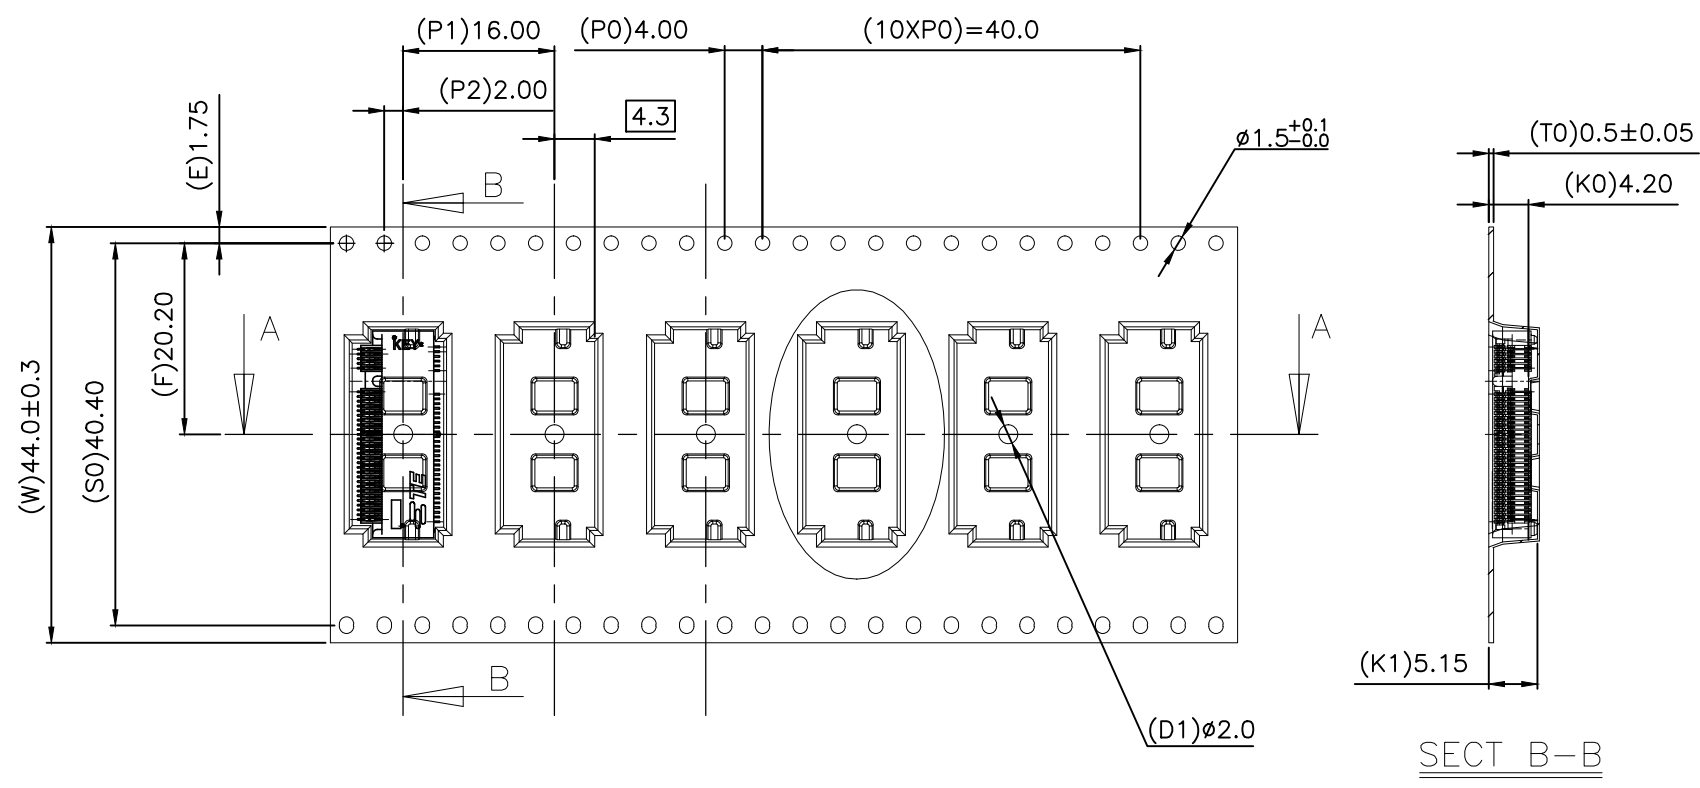 (P1)16.00
(P0)4.00
(10XP0)=40.0
(P2)2.00
4.3
(E)1.75
ø1.5+0.1-0.0
(T0)0.5±0.05
(K0)4.20
B
A
A
(F)20.20
(S0)40.40
(W)44.0±0.3
KEY
TE
B
(K1)5.15
(D1)ø2.0
SECT B-B